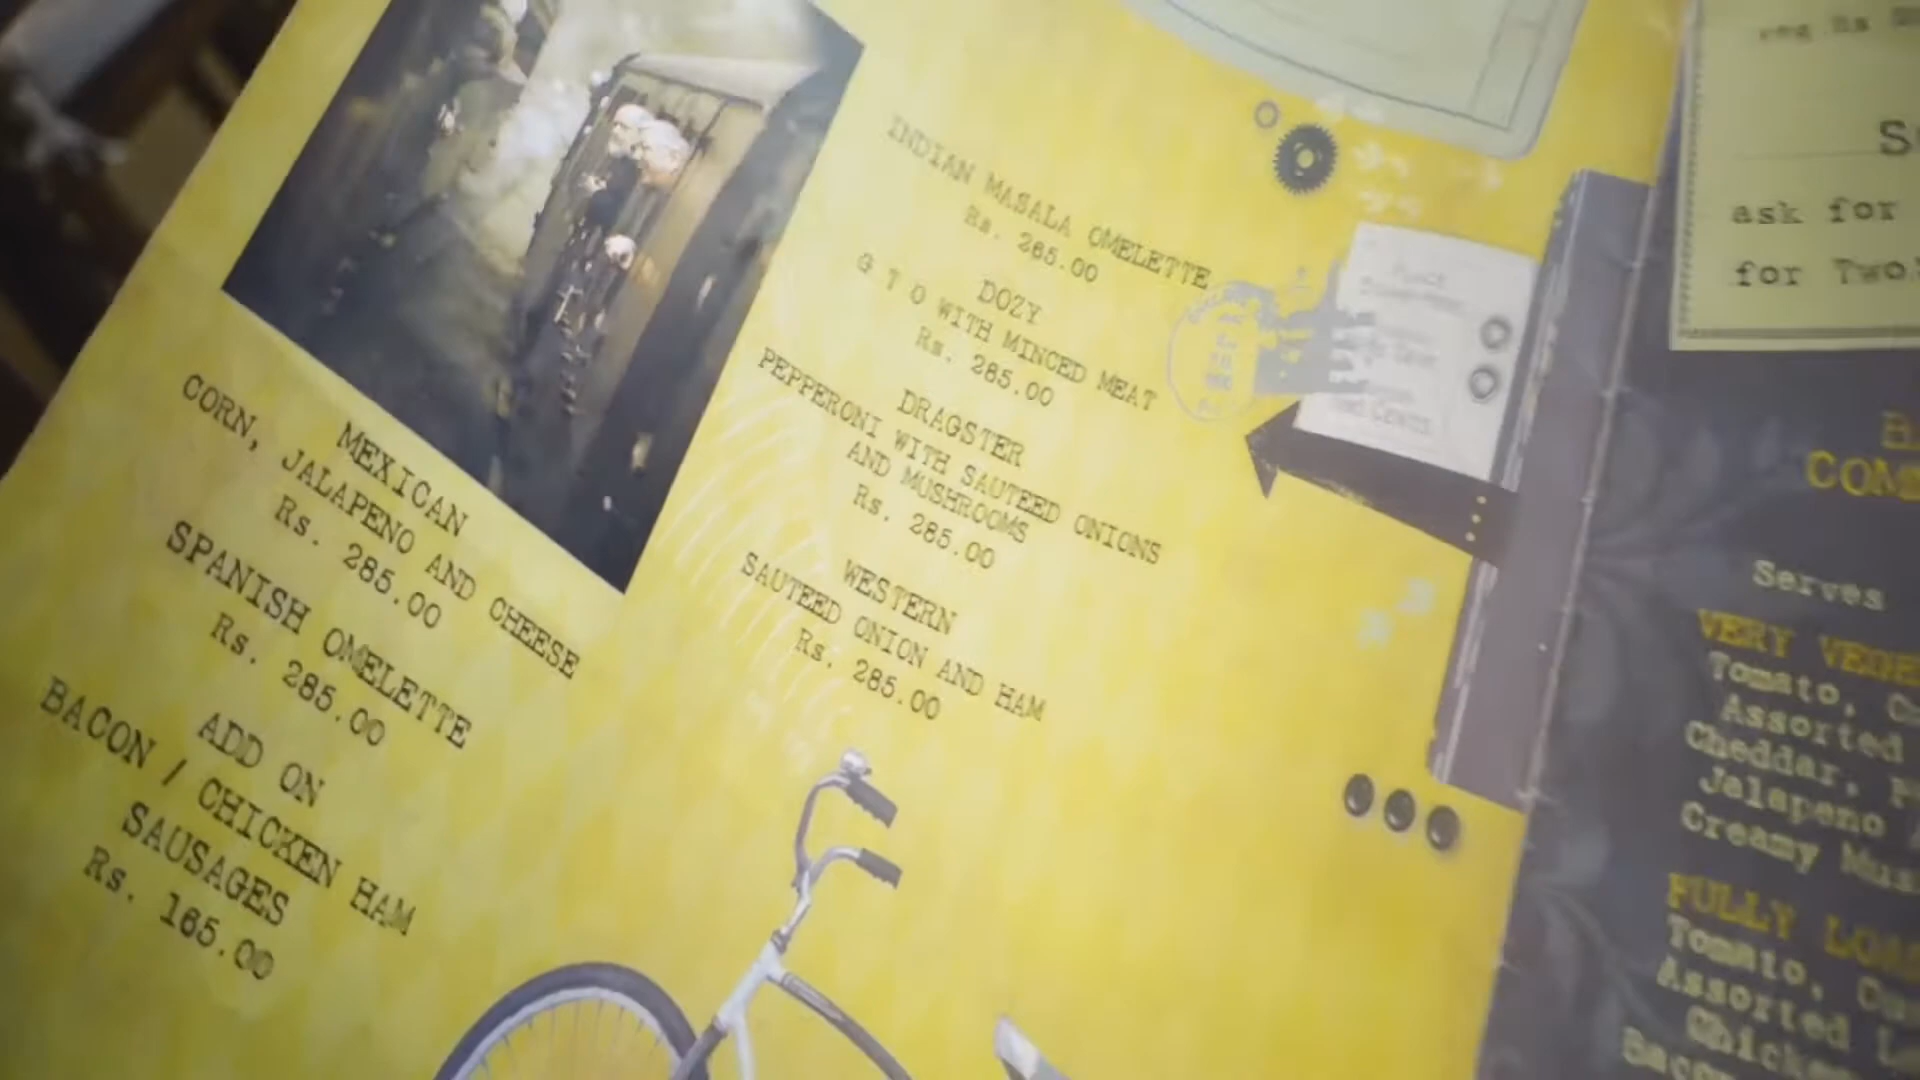 MEXICAN
CORN, JALAPENO AND CHEESE
Rs. 285.00
SPANISH OMELETTE
Rs. 285.00
ADD ON
BACON / CHICKEN HAM
SAUSAGES
Rs. 165.00
INDIAN MASALA OMELETTE
Rs. 265.00
DOZY
G T O WITH MINCED MEAT
Rs. 285.00
DRAGSTER
PEPPERONI WITH SAUTEED ONIONS
AND MUSHROOMS
Rs. 285.00
WESTERN
SAUTEED ONION AND HAM
Rs. 285.00
ask for
for Two
Serves
VERY
Tomato,
Assorted
Cheddar,
Jalapeno
Creamy
FULLY
Tomato,
Assorted